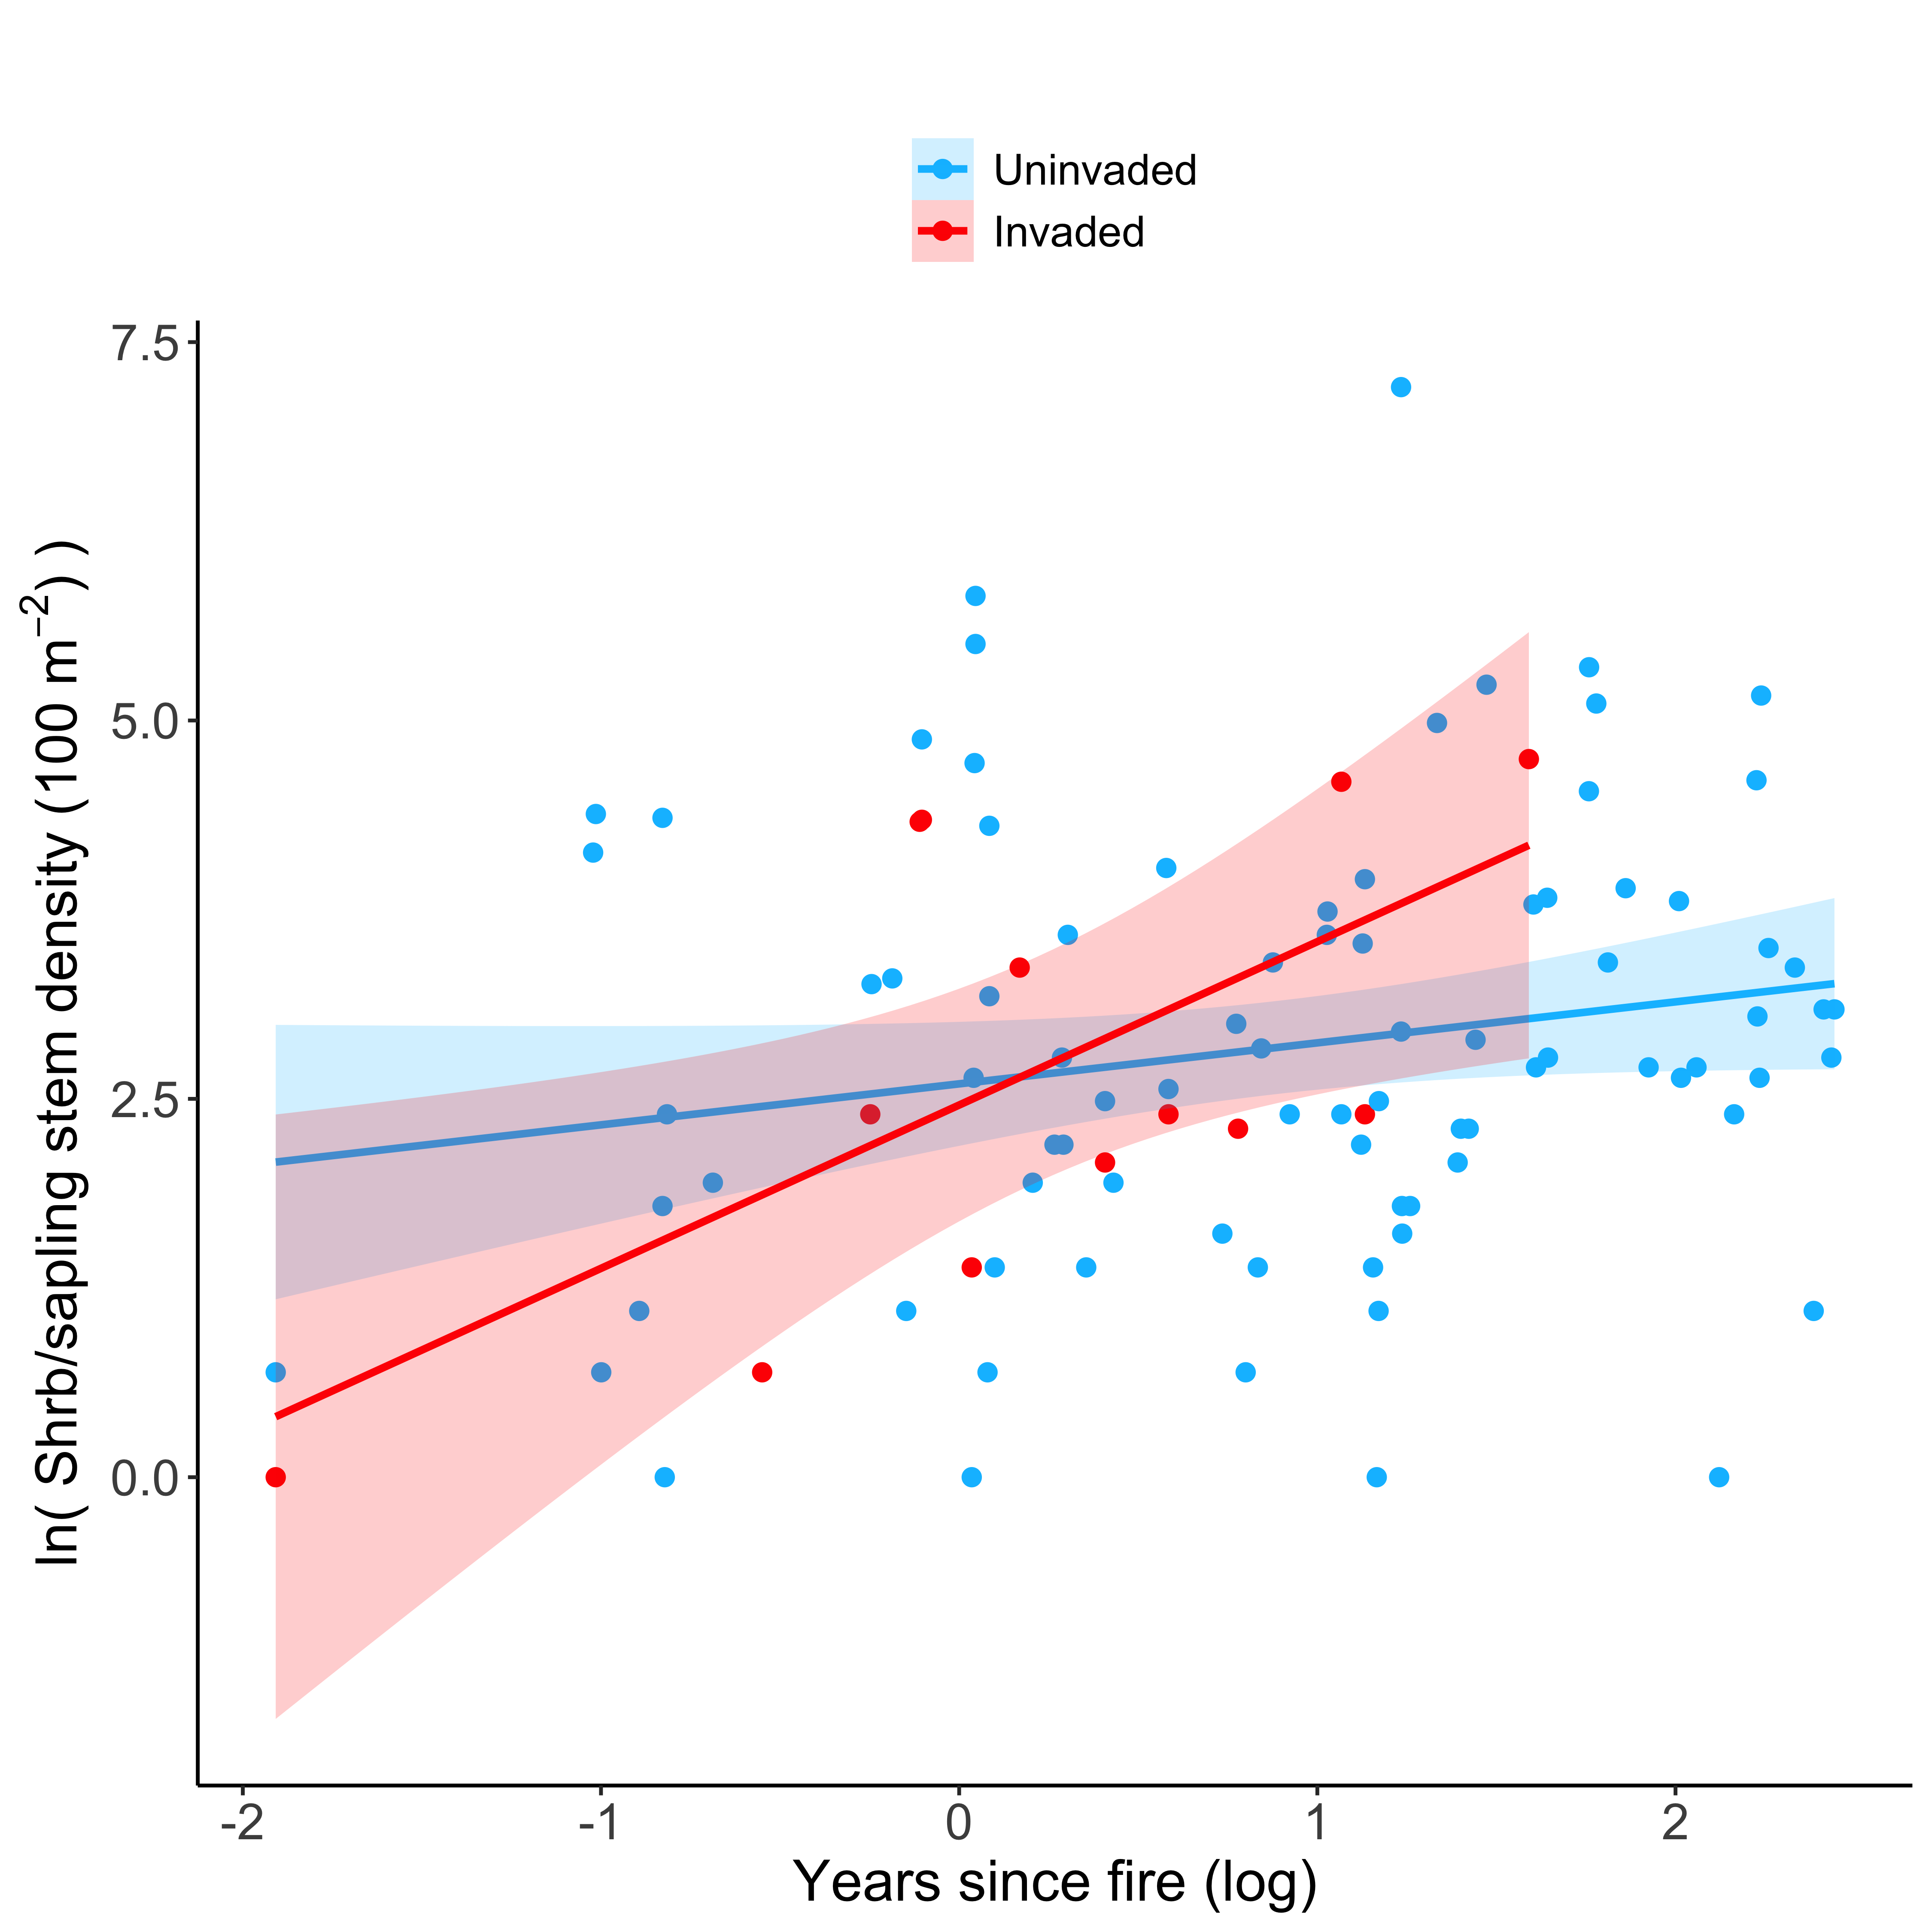 Uninvaded
Invaded
7.5
5.0
2.5
0.0
ln( Shrb/sapling stem density (100 m⁻²) )
-2 -1 0 1 2
Years since fire (log)